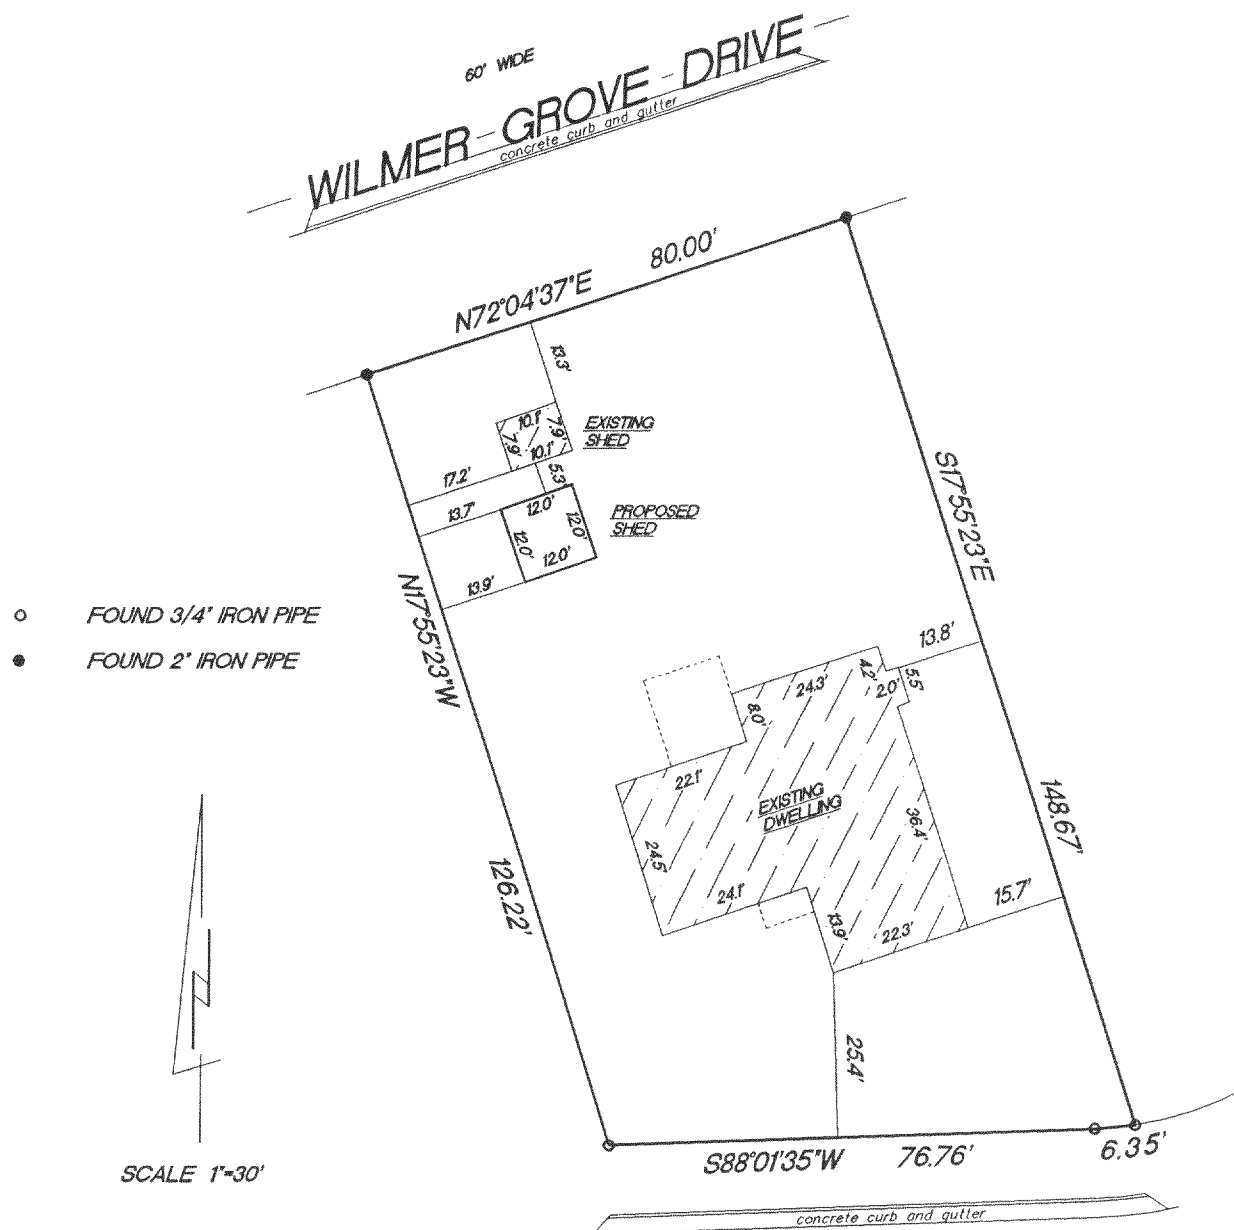 60' WIDE
WILMER GROVE DRIVE
concrete curb and gutter
N72°04'37"E 80.00'
13.3'
10.1'
7.9'
7.9'
10.1'
EXISTING
SHED
17.2'
5.3'
13.7'
12.0'
12.0'
12.0'
12.0'
PROPOSED
SHED
13.9'
S17°55'23"E
N17°55'23"W
FOUND 3/4" IRON PIPE
FOUND 2" IRON PIPE
13.8'
4.2'
2.0'
5.5'
24.3'
8.0'
22.1'
EXISTING
DWELLING
36.4'
148.67'
24.5'
126.22'
24.1'
13.9'
22.3'
15.7'
25.4'
N
SCALE 1"=30'
S88°01'35"W 76.76' 6.35'
concrete curb and gutter